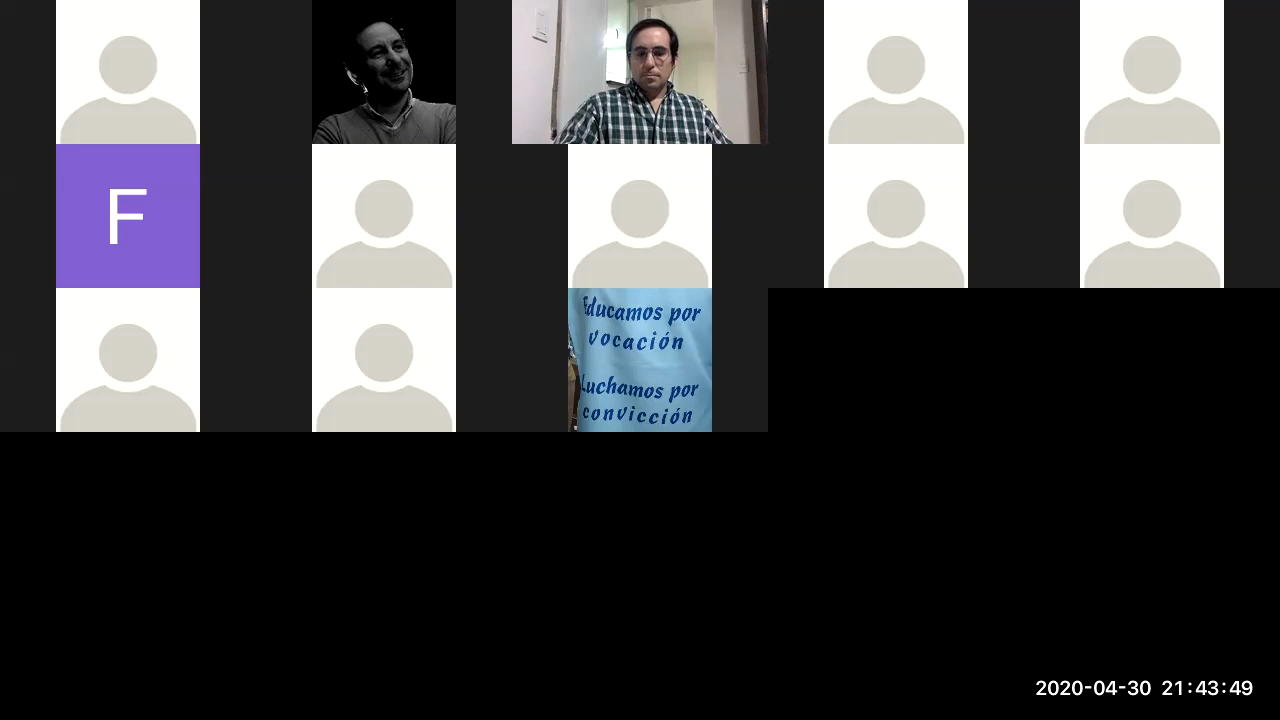 F
Educamos por
vocación
Luchamos por
convicción
2020-04-30 21:43:49